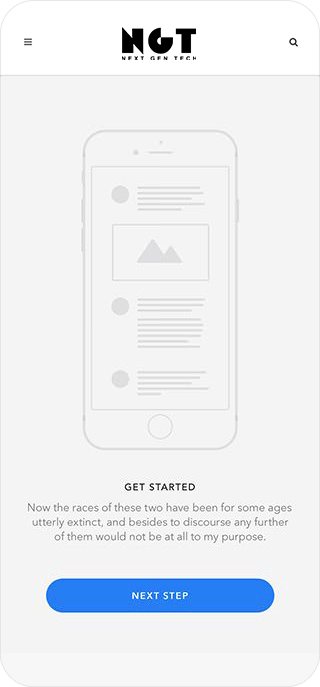 NGT
NEXT GEN TECH
GET STARTED
Now the races of these two have been for some ages
utterly extinct, and besides to discourse any further
of them would not be at all to my purpose.
NEXT STEP